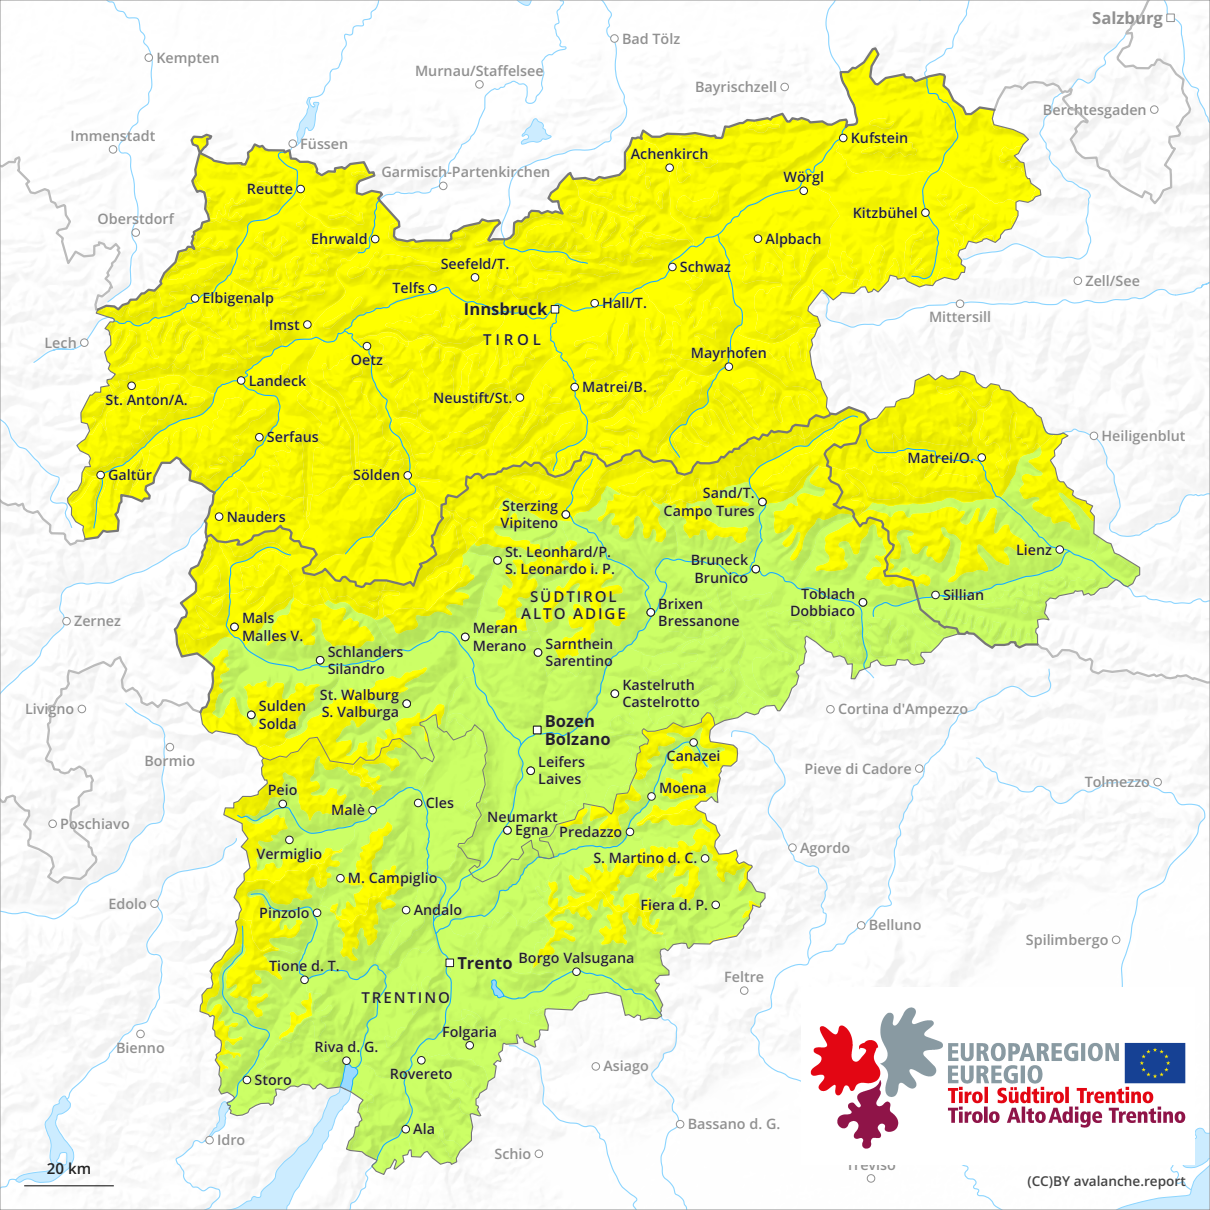 Salzburg
Bad Tölz
Kempten
Murnau/Staffelsee
Bayrischzell
Berchtesgaden
Immenstadt
Füssen
Kufstein
Achenkirch
Garmisch-Partenkirchen
Wörgl
Reutte
Oberstdorf
Kitzbühel
Ehrwald
Alpbach
Seefeld/T.
Schwaz
Zell/See
Telfs
Elbigenalp
Hall/T.
Innsbruck
Mittersill
Imst
TIROL
Lech
Oetz
Mayrhofen
Landeck
Matrei/B.
St. Anton/A.
Neustift/St.
Serfaus
Heiligenblut
Matrei/O.
Galtür
Sölden
Sand/T.
Campo Tures
Sterzing
Vipiteno
Nauders
St. Leonhard/P.
S. Leonardo i. P.
Lienz
Bruneck
Brunico
SÜDTIROL
ALTO ADIGE
Toblach
Dobbiaco
Sillian
Brixen
Bressanone
Zernez
Mals
Malles V.
Meran
Merano
Sarnthein
Sarentino
Schlanders
Silandro
Kastelruth
Castelrotto
St. Walburg
S. Valburga
Sulden
Solda
Livigno
Cortina d'Ampezzo
Bozen
Bolzano
Bormio
Canazei
Leifers
Laives
Pieve di Cadore
Tolmezzo
Peio
Moena
Malè
Cles
Neumarkt
Egna
Predazzo
Poschiavo
Vermiglio
S. Martino d. C.
Agordo
M. Campiglio
Edolo
Pinzolo
Andalo
Fiera d. P.
Belluno
Spilimbergo
Trento
Borgo Valsugana
Tione d. T.
Feltre
TRENTINO
Folgaria
Bienno
Riva d. G.
Rovereto
Asiago
Storo
EUROPAREGION
EUREGIO
Tirol Südtirol Trentino
Tirolo Alto Adige Trentino
Ala
Bassano d. G.
Idro
Schio
Treviso
20 km
(CC)BY avalanche.report